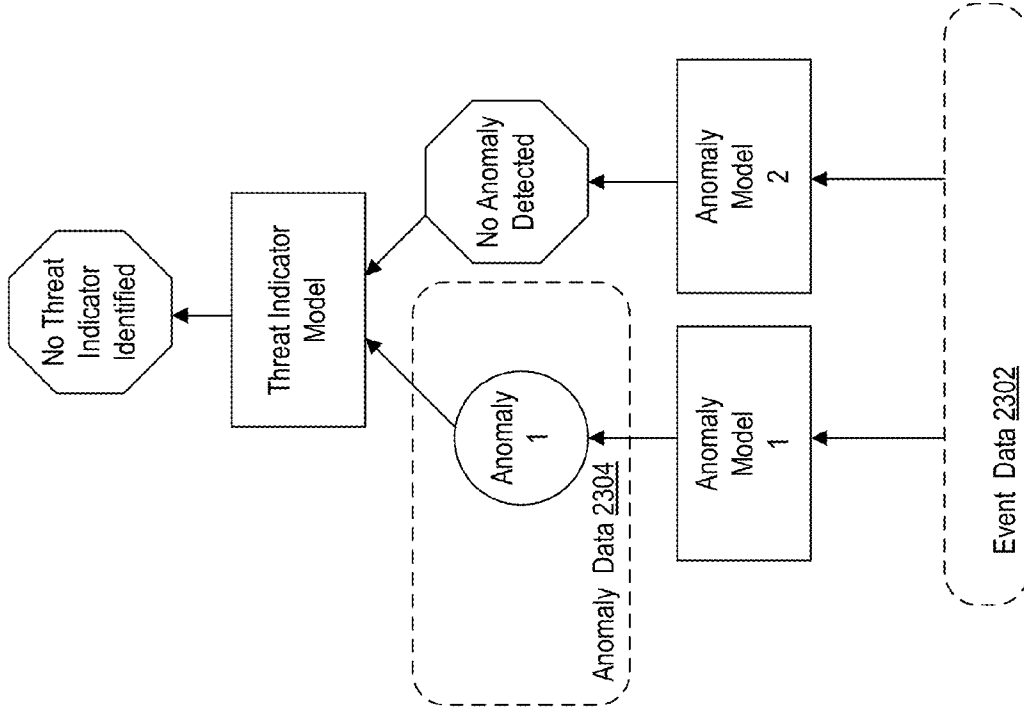 No Threat
Indicator
Identified
Threat Indicator
Model
No Anomaly
Detected
Anomaly
1
Anomaly Data 2304
Anomaly
Model
1
Anomaly
Model
2
Event Data 2302